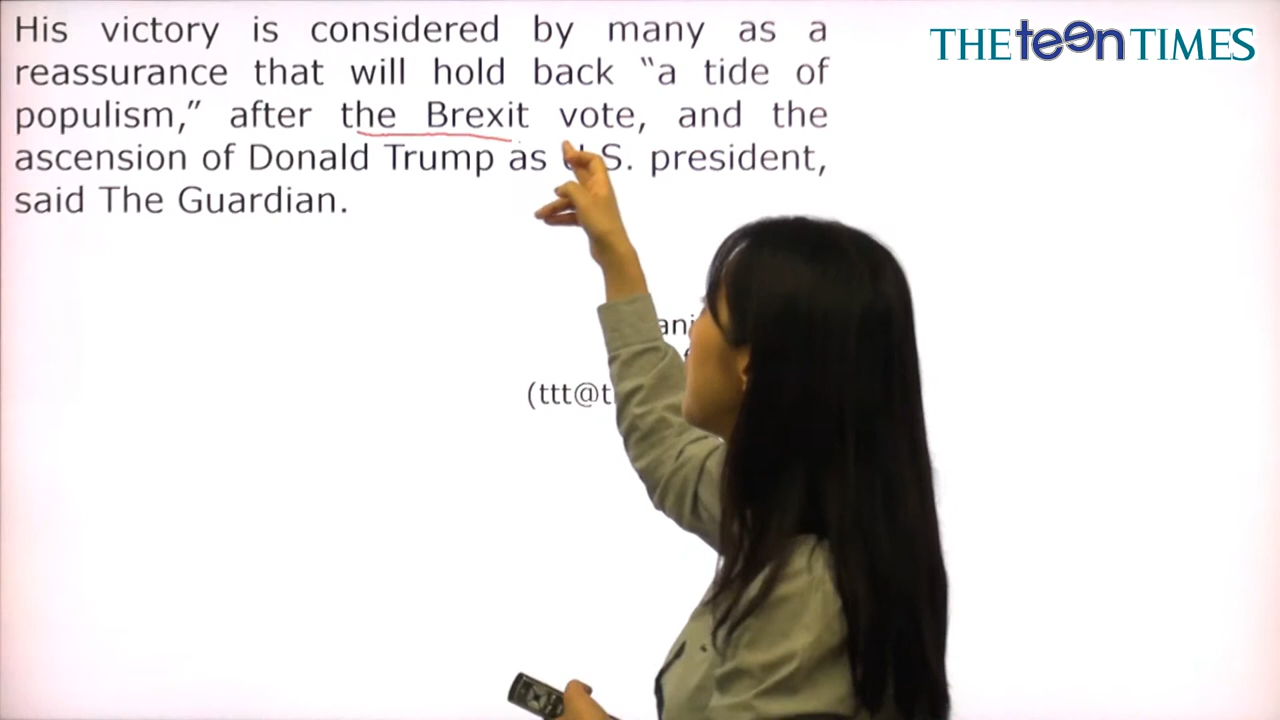 His victory is considered by many as a
reassurance that will hold back “a tide of
populism,” after the Brexit vote, and the
ascension of Donald Trump as U.S. president,
said The Guardian.
THE teen TIMES